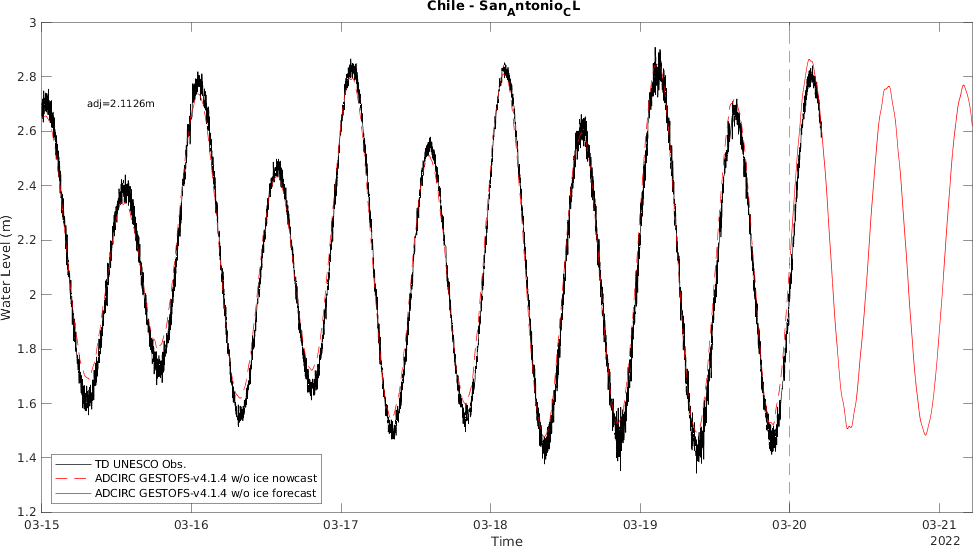 Chile - SanAntonioCL
3
2.8
adj=2.1126m
2.6
2.4
2.2
2
1.8
1.6
1.4
1.2
Water Level (m)
TD UNESCO Obs.
ADCIRC GESTOFS-v4.1.4 w/o ice nowcast
ADCIRC GESTOFS-v4.1.4 w/o ice forecast
03-15 03-16 03-17 03-18 03-19 03-20 03-21
Time 2022